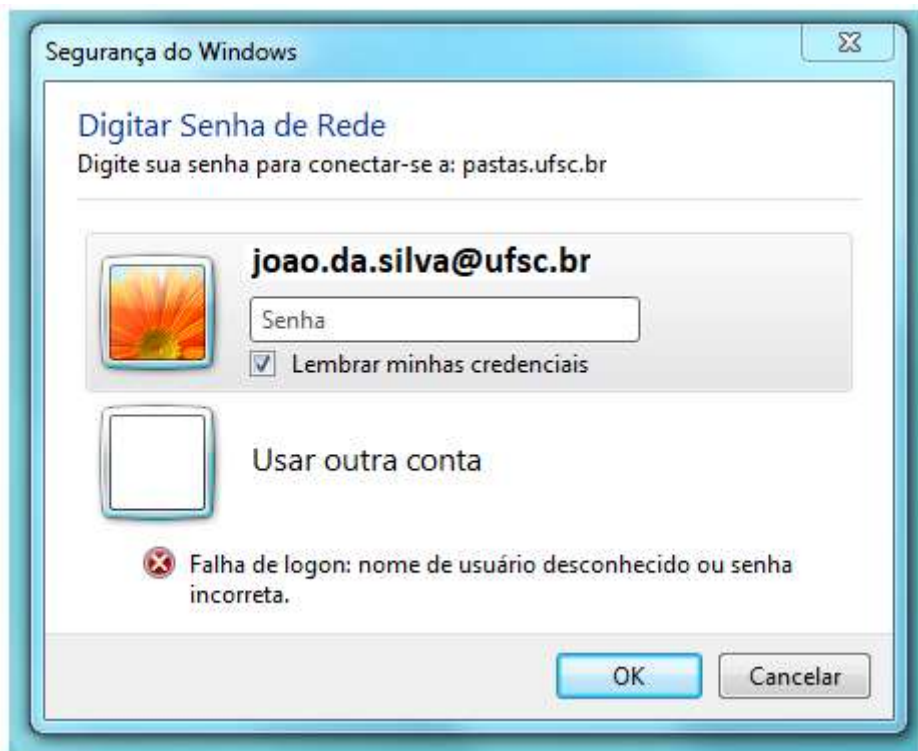 Segurança do Windows
Digitar Senha de Rede
Digite sua senha para conectar-se a: pastas.ufsc.br
joao.da.silva@ufsc.br
Senha
Lembrar minhas credenciais
Usar outra conta
Falha de logon: nome de usuário desconhecido ou senha
incorreta.
OK
Cancelar